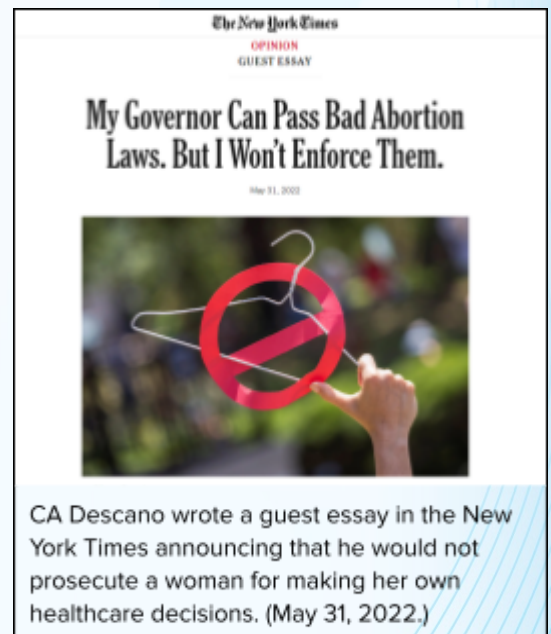 The New York Times
OPINION
GUEST ESSAY
My Governor Can Pass Bad Abortion
Laws. But I Won't Enforce Them.
May 31, 2022
CA Descano wrote a guest essay in the New
York Times announcing that he would not
prosecute a woman for making her own
healthcare decisions. (May 31, 2022.)